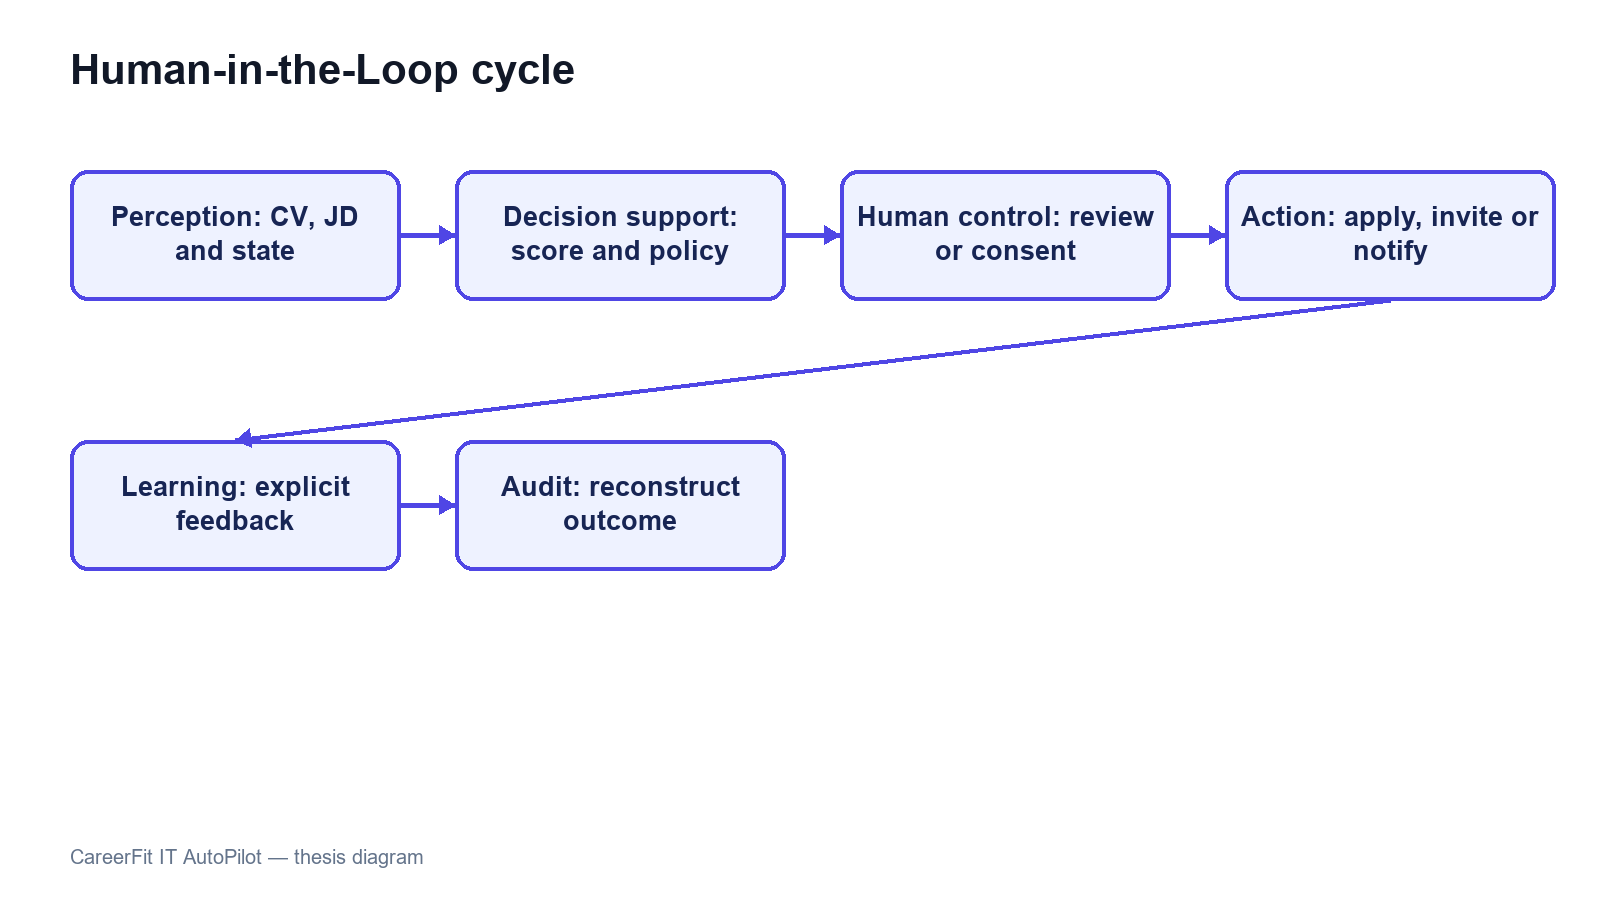 Human-in-the-Loop cycle
Perception: CV, JD
and state
Decision support:
score and policy
Human control: review
or consent
Action: apply, invite or
notify
Learning: explicit
feedback
Audit: reconstruct
outcome
CareerFit IT AutoPilot — thesis diagram